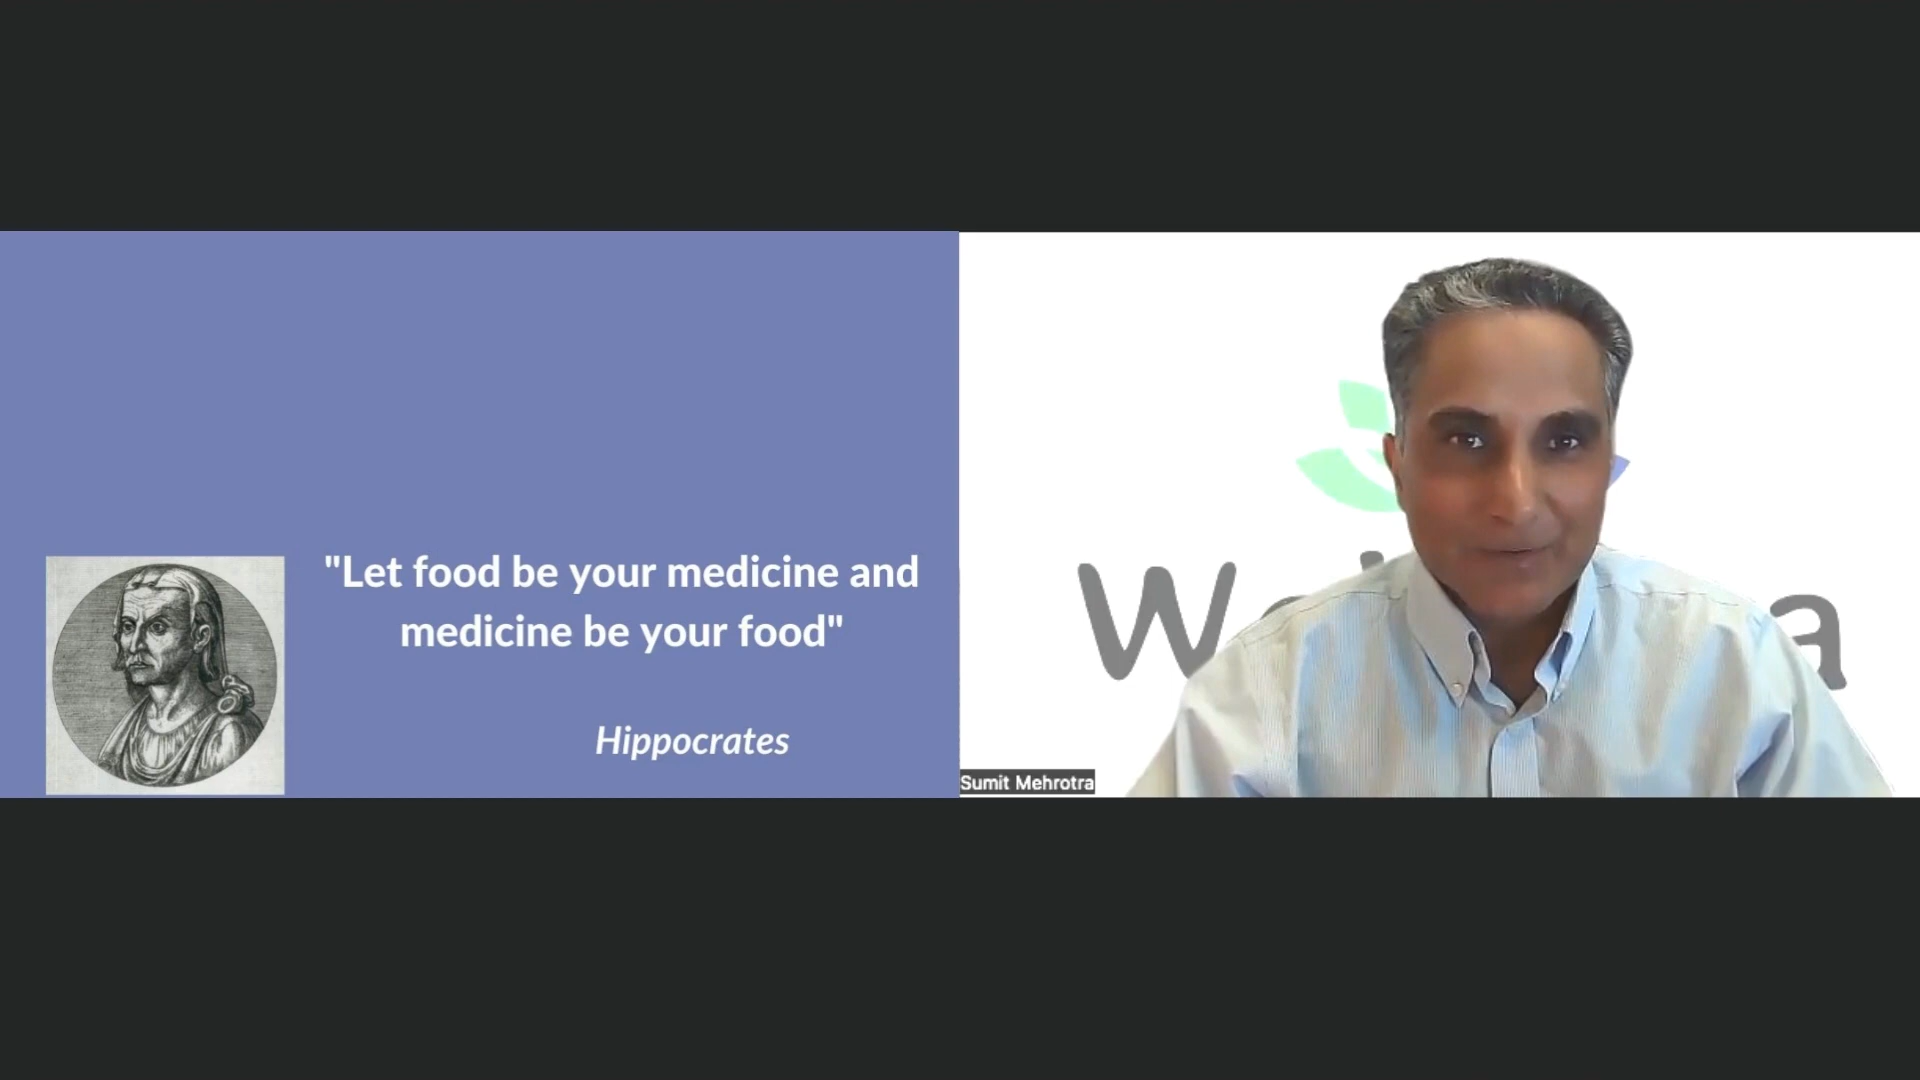 "Let food be your medicine and
medicine be your food"
Hippocrates
Sumit Mehrotra